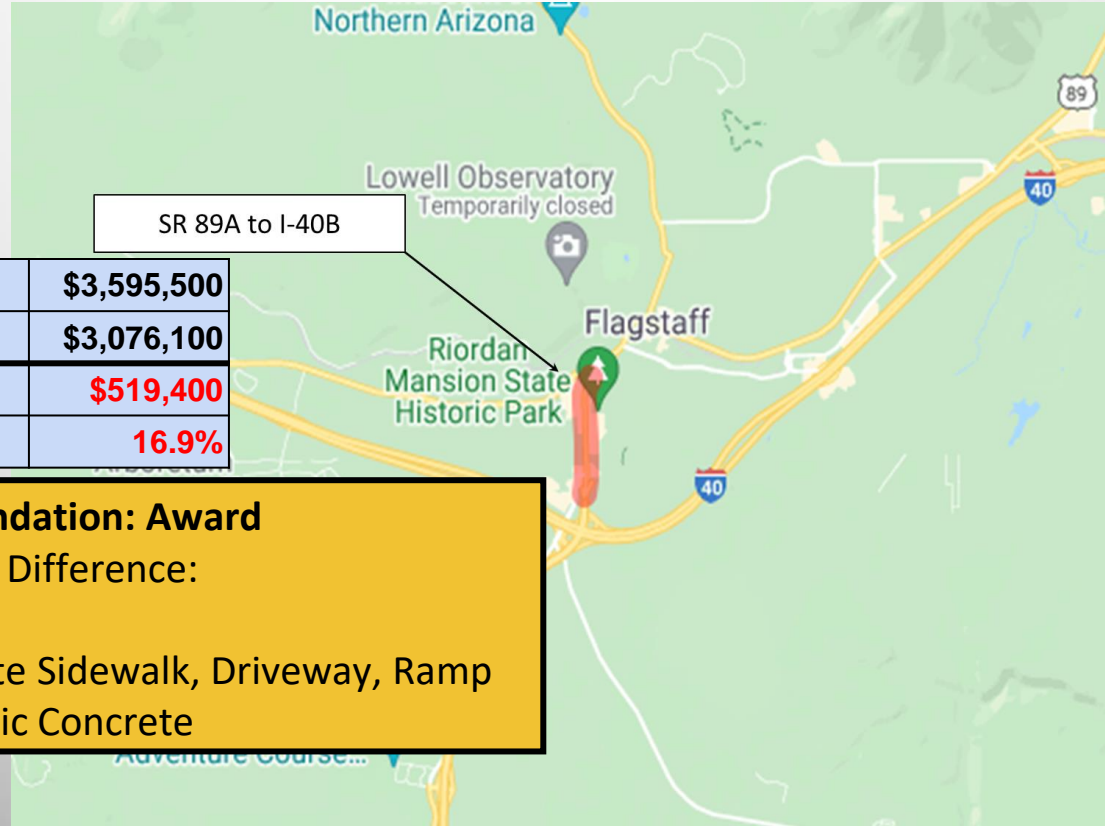 Northern Arizona
89
Lowell Observatory
Temporarily closed
40
SR 89A to I-40B
$3,595,500
$3,076,100
$519,400
16.9%
Flagstaff
Riordan
Mansion State
Historic Park
40
ndation: Award
Difference:
te Sidewalk, Driveway, Ramp
ic Concrete
Adventure Course...